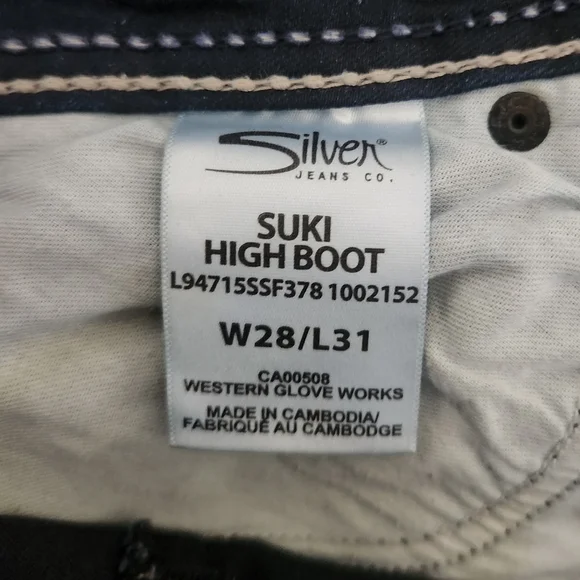 Silver®
JEANS CO.
SUKI
HIGH BOOT
L94715SSF378 1002152
W28/L31
CA00508
WESTERN GLOVE WORKS
MADE IN CAMBODIA/
FABRIQUÉ AU CAMBODGE